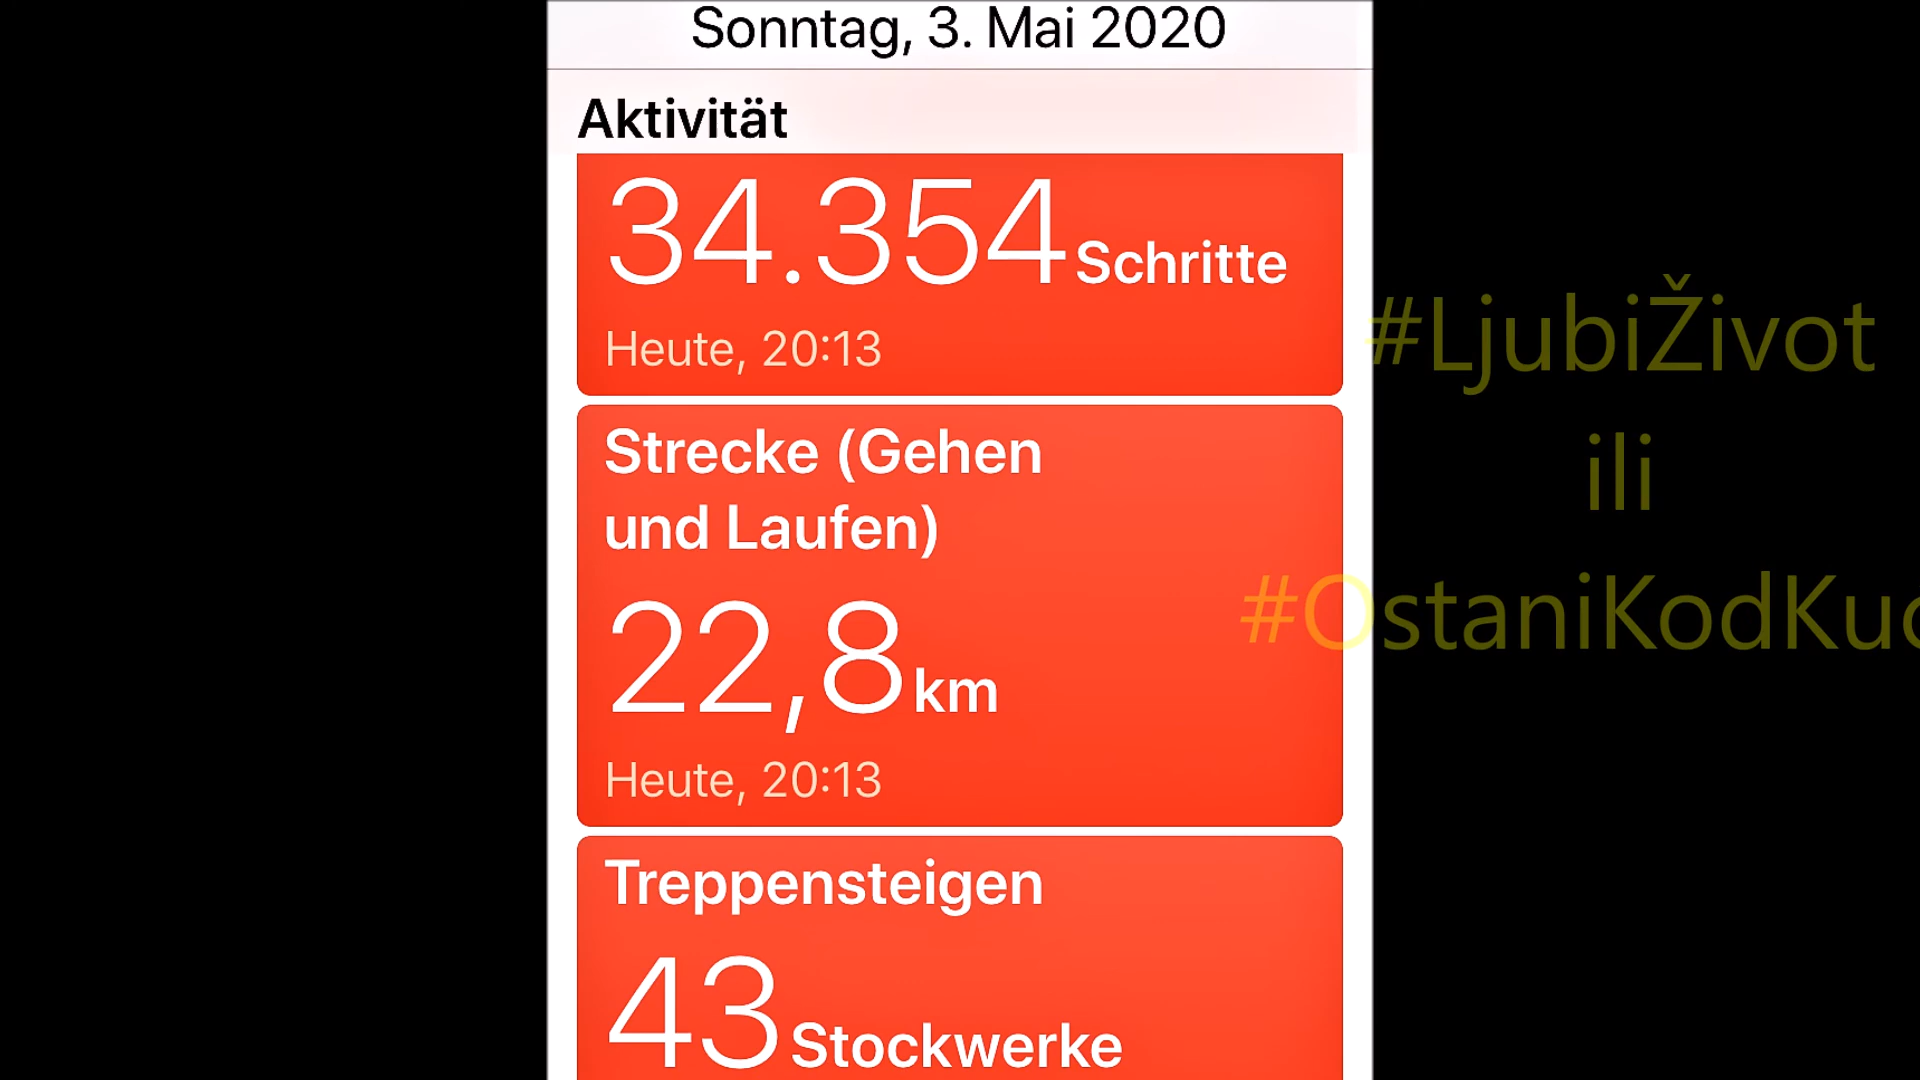 Sonntag, 3. Mai 2020
Aktivität
34.354 Schritte
Heute, 20:13
Strecke (Gehen
und Laufen)
22,8 km
Heute, 20:13
Treppensteigen
43 Stockwerke
#LjubiŽivot
ili